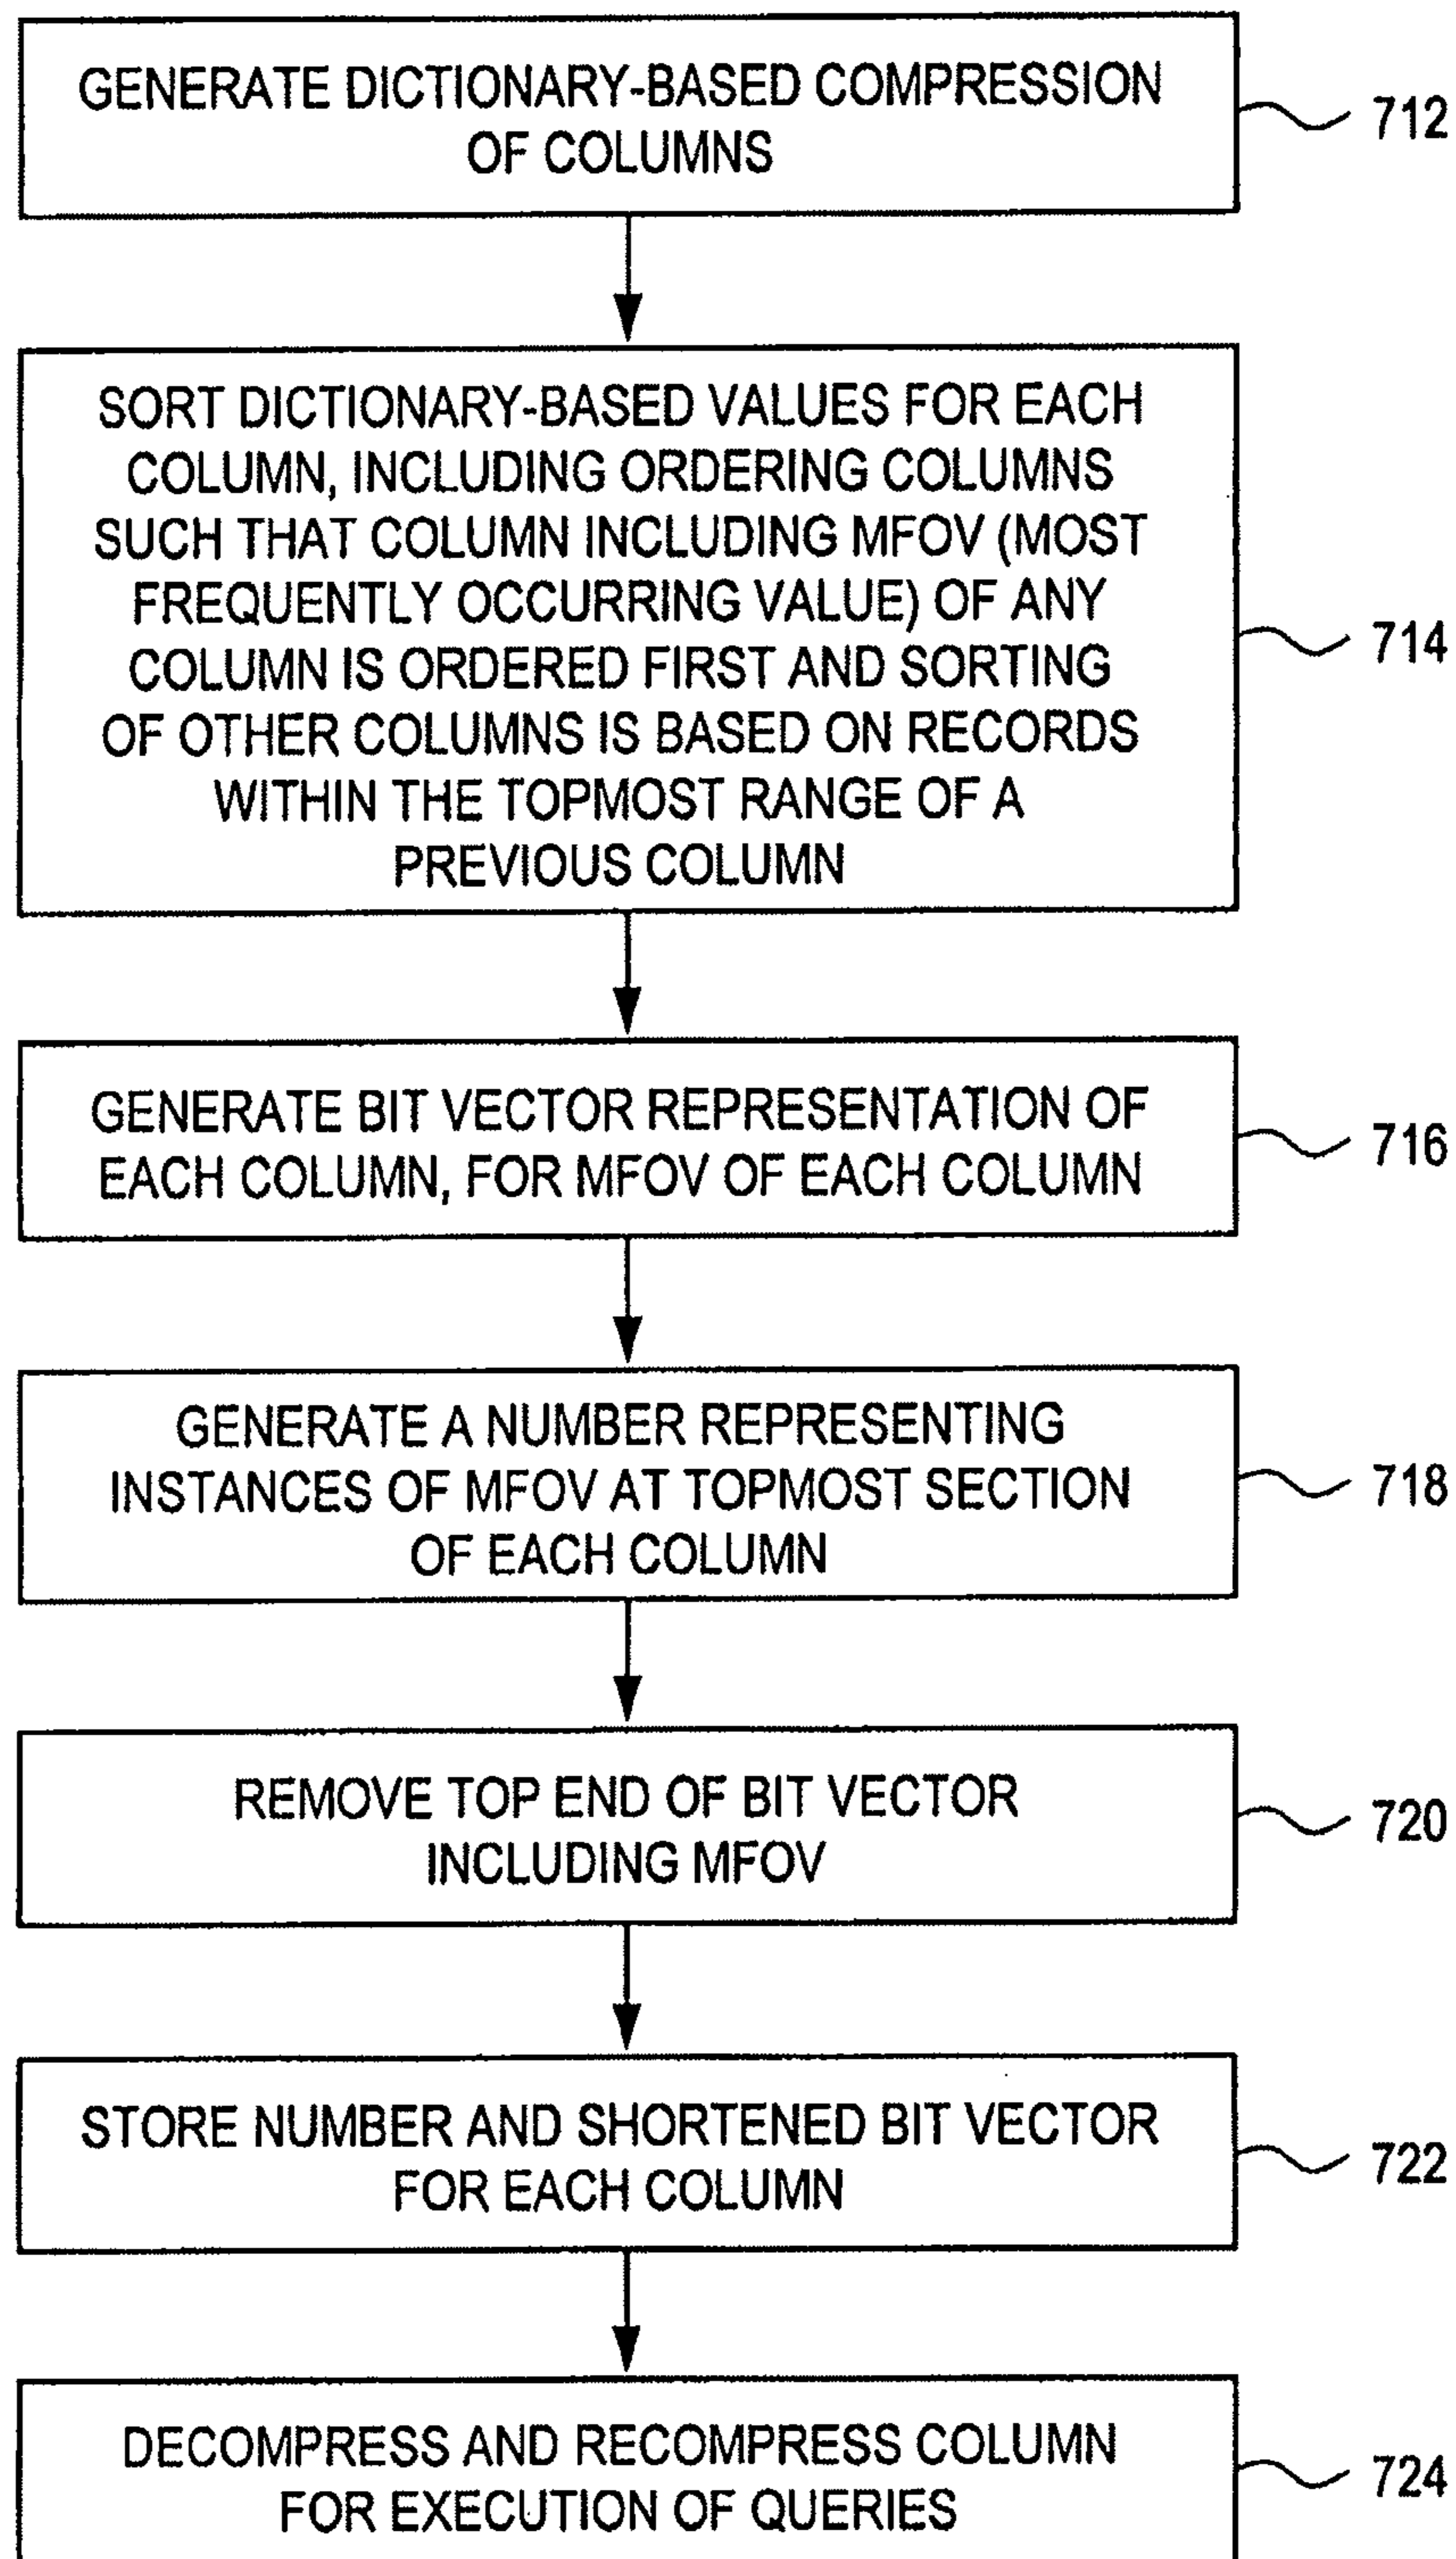 GENERATE DICTIONARY-BASED COMPRESSION
OF COLUMNS
712
SORT DICTIONARY-BASED VALUES FOR EACH
COLUMN, INCLUDING ORDERING COLUMNS
SUCH THAT COLUMN INCLUDING MFOV (MOST
FREQUENTLY OCCURRING VALUE) OF ANY
COLUMN IS ORDERED FIRST AND SORTING
OF OTHER COLUMNS IS BASED ON RECORDS
WITHIN THE TOPMOST RANGE OF A
PREVIOUS COLUMN
714
GENERATE BIT VECTOR REPRESENTATION OF
EACH COLUMN, FOR MFOV OF EACH COLUMN
716
GENERATE A NUMBER REPRESENTING
INSTANCES OF MFOV AT TOPMOST SECTION
OF EACH COLUMN
718
REMOVE TOP END OF BIT VECTOR
INCLUDING MFOV
720
STORE NUMBER AND SHORTENED BIT VECTOR
FOR EACH COLUMN
722
DECOMPRESS AND RECOMPRESS COLUMN
FOR EXECUTION OF QUERIES
724